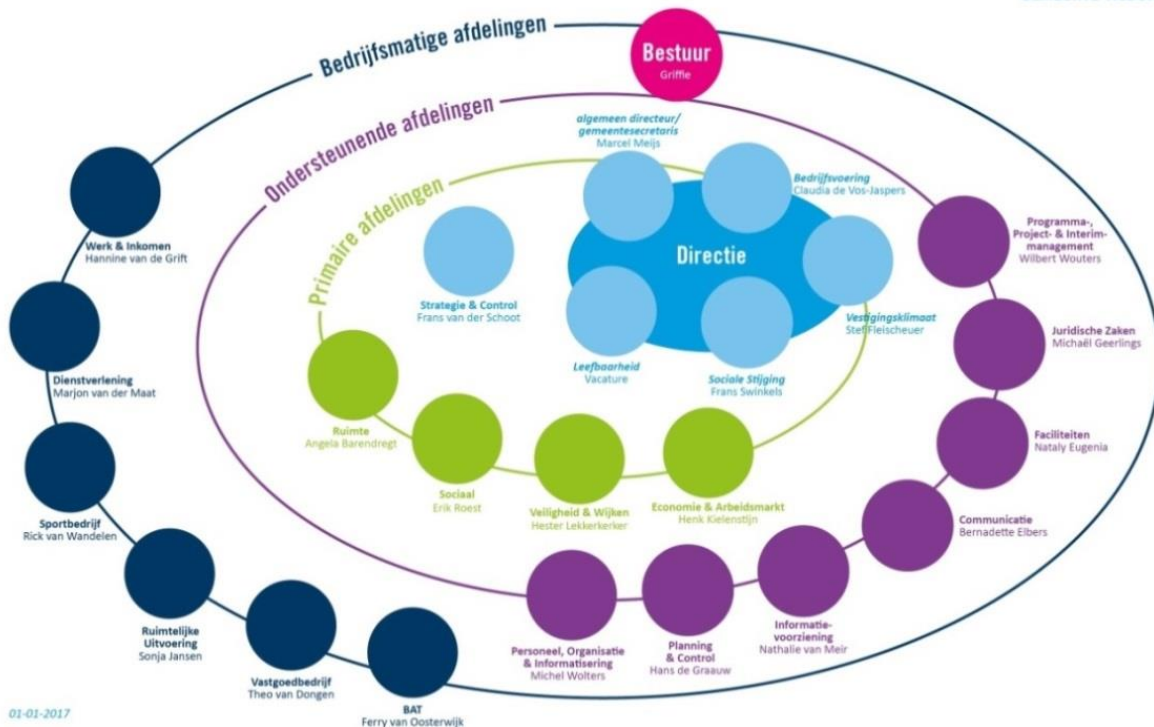 Bedrijfsmatige afdelingen
Bestuur
Griffie
Ondersteunende afdelingen
algemeen directeur/
gemeentesecretaris
Marcel Meijs
Bedrijfsvoering
Claudia de Vos-Jaspers
Primaire afdelingen
Directie
Programma-,
Project- & Interim-
management
Wilbert Wouters
Werk & Inkomen
Hannine van de Grift
Strategie & Control
Frans van der Schoot
Vestigingsklimaat
Stef Fleischeuer
Juridische Zaken
Michaël Geerlings
Leefbaarheid
Vacature
Sociale Stijging
Frans Swinkels
Dienstverlening
Marjon van der Maat
Ruimte
Angela Barendregt
Faciliteiten
Nataly Eugenia
Sociaal
Erik Roest
Veiligheid & Wijken
Hester Lekkerkerker
Economie & Arbeidsmarkt
Henk Kielenstijn
Communicatie
Bernadette Elbers
Sportbedrijf
Rick van Wandelen
Ruimtelijke
Uitvoering
Sonja Jansen
Personeel, Organisatie
& Informatisering
Michel Wolters
Planning
& Control
Hans de Graauw
Informatie-
voorziening
Nathalie van Meir
Vastgoedbedrijf
Theo van Dongen
BAT
Ferry van Oosterwijk
01-01-2017